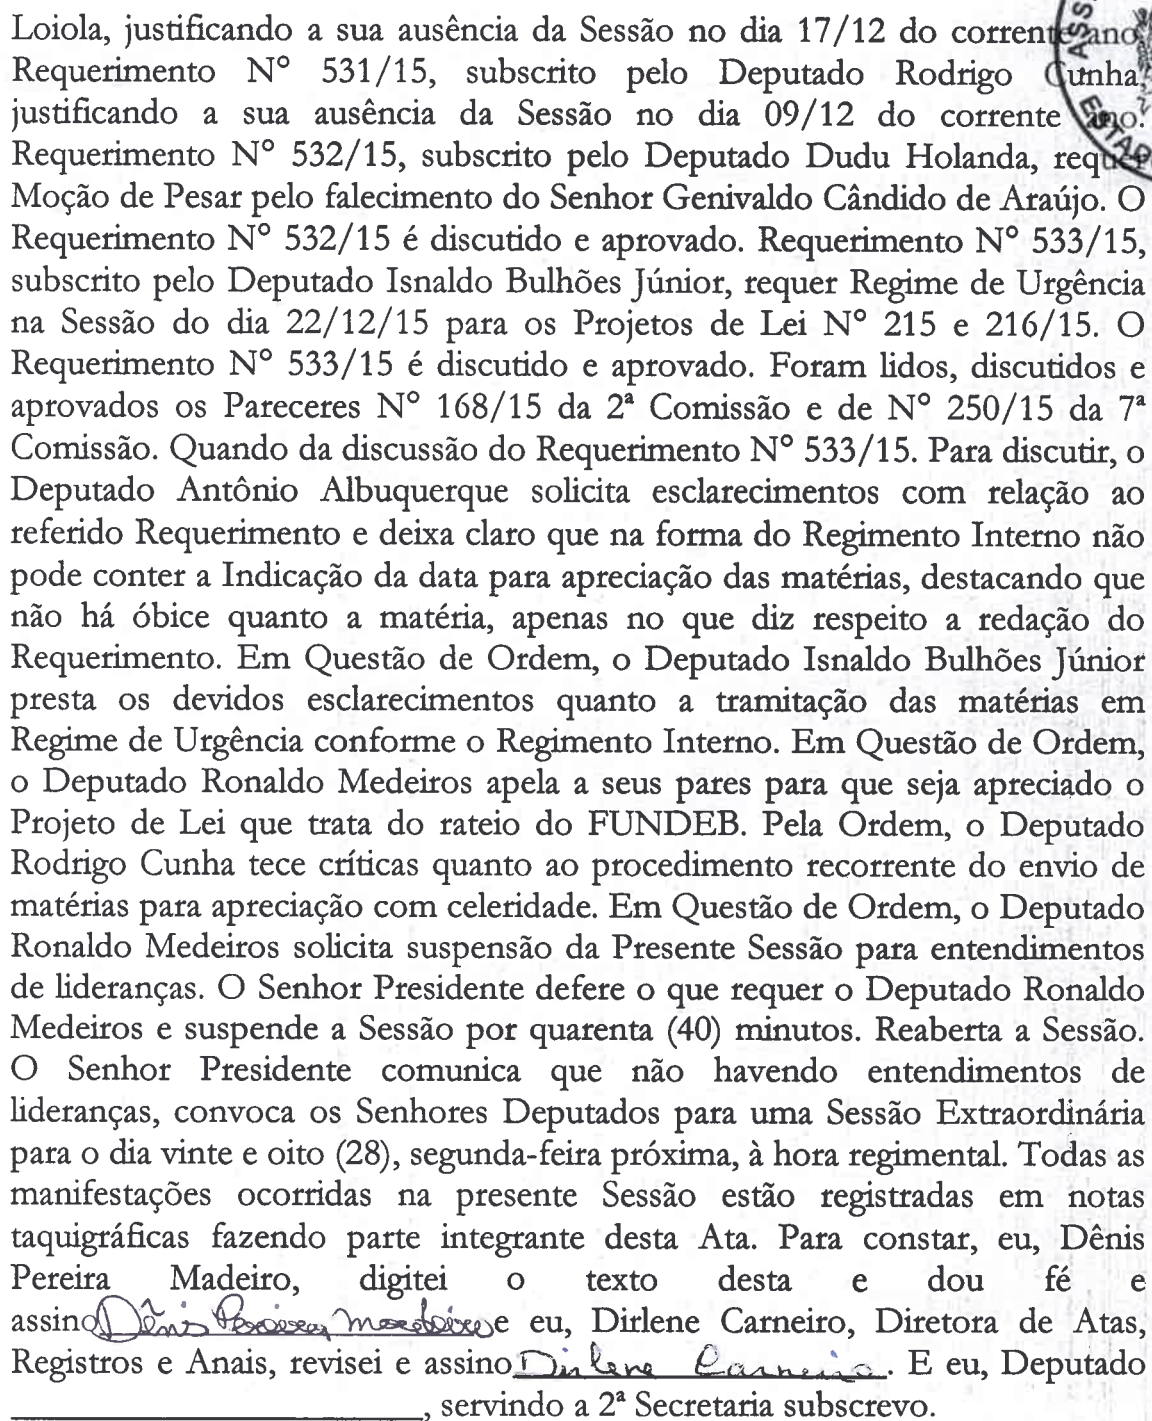 Loiola, justificando a sua ausência da Sessão no dia 17/12 do corrente ano
Requerimento N° 531/15, subscrito pelo Deputado Rodrigo Cunha,
justificando a sua ausência da Sessão no dia 09/12 do corrente ano.
Requerimento N° 532/15, subscrito pelo Deputado Dudu Holanda, requer
Moção de Pesar pelo falecimento do Senhor Genivaldo Cândido de Araújo. O
Requerimento N° 532/15 é discutido e aprovado. Requerimento N° 533/15,
subscrito pelo Deputado Isnaldo Bulhões Júnior, requer Regime de Urgência
na Sessão do dia 22/12/15 para os Projetos de Lei N° 215 e 216/15. O
Requerimento N° 533/15 é discutido e aprovado. Foram lidos, discutidos e
aprovados os Pareceres N° 168/15 da 2ª Comissão e de N° 250/15 da 7ª
Comissão. Quando da discussão do Requerimento N° 533/15. Para discutir, o
Deputado Antônio Albuquerque solicita esclarecimentos com relação ao
referido Requerimento e deixa claro que na forma do Regimento Interno não
pode conter a Indicação da data para apreciação das matérias, destacando que
não há óbice quanto a matéria, apenas no que diz respeito a redação do
Requerimento. Em Questão de Ordem, o Deputado Isnaldo Bulhões Júnior
presta os devidos esclarecimentos quanto a tramitação das matérias em
Regime de Urgência conforme o Regimento Interno. Em Questão de Ordem,
o Deputado Ronaldo Medeiros apela a seus pares para que seja apreciado o
Projeto de Lei que trata do rateio do FUNDEB. Pela Ordem, o Deputado
Rodrigo Cunha tece críticas quanto ao procedimento recorrente do envio de
matérias para apreciação com celeridade. Em Questão de Ordem, o Deputado
Ronaldo Medeiros solicita suspensão da Presente Sessão para entendimentos
de lideranças. O Senhor Presidente defere o que requer o Deputado Ronaldo
Medeiros e suspende a Sessão por quarenta (40) minutos. Reaberta a Sessão.
O Senhor Presidente comunica que não havendo entendimentos de
lideranças, convoca os Senhores Deputados para uma Sessão Extraordinária
para o dia vinte e oito (28), segunda-feira próxima, à hora regimental. Todas as
manifestações ocorridas na presente Sessão estão registradas em notas
taquigráficas fazendo parte integrante desta Ata. Para constar, eu, Dênis
Pereira Madeiro, digitei o texto desta e dou fé e
assino Dênis Pereira Madeiro e eu, Dirlene Carneiro, Diretora de Atas,
Registros e Anais, revisei e assino Dirlene Carneiro. E eu, Deputado
, servindo a 2ª Secretaria subscrevo.